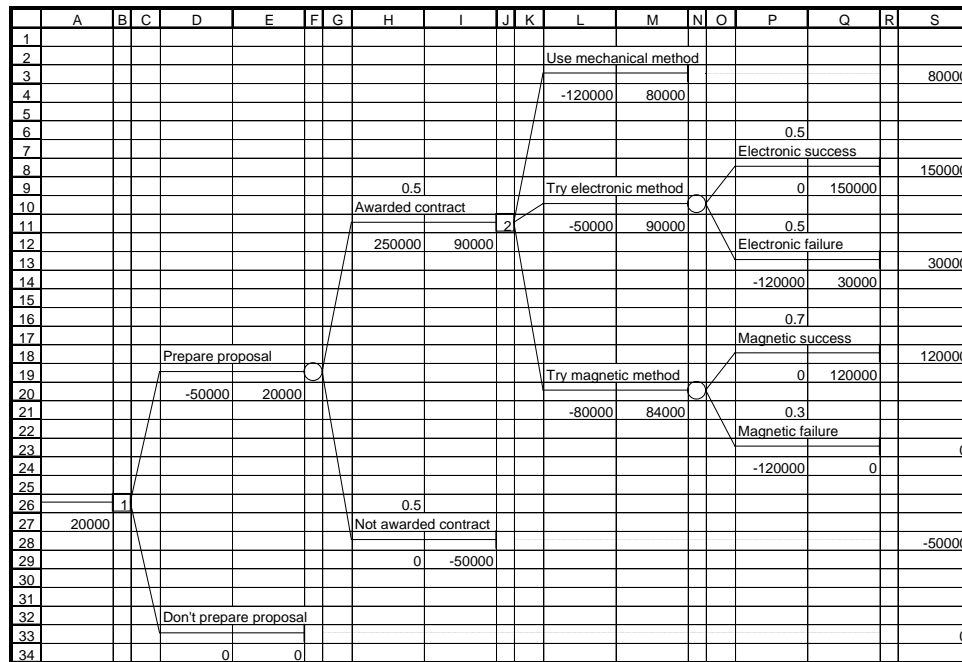 A B C D E F G H I J K L M N O P Q R S
1
2 Use mechanical method
3 80000
4 -120000 80000
5
6 0.5
7 Electronic success
8 150000
9 0.5 Try electronic method 0 150000
10 Awarded contract
11 2 -50000 90000 0.5
12 250000 90000 Electronic failure
13 30000
14 -120000 30000
15
16 0.7
17 Magnetic success
18 Prepare proposal 120000
19 Try magnetic method 0 120000
20 -50000 20000
21 -80000 84000 0.3
22 Magnetic failure
23 0
24 -120000 0
25
26 1 0.5
27 20000 Not awarded contract
28 -50000
29 0 -50000
30
31
32 Don't prepare proposal
33 0
34 0 0